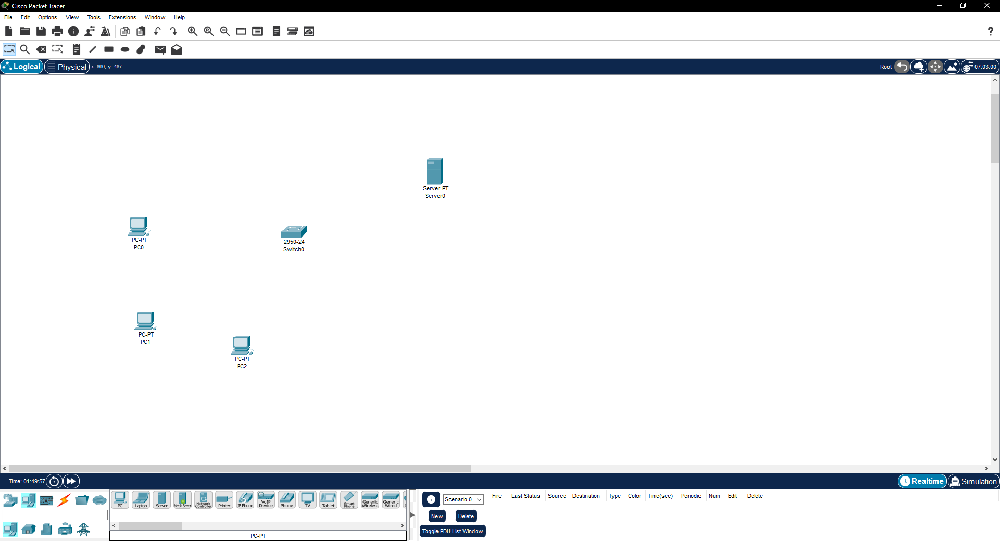 Cisco Packet Tracer
File Edit Options View Tools Extensions Window Help
?
Logical Physical x: 866, y: 487 Root 07:03:00
Server-PT
Server0
PC-PT
PC0
2950-24
Switch0
PC-PT
PC1
PC-PT
PC2
Time: 01:49:57 Realtime Simulation
PC Laptop Server Meraki Server Network Controller Printer IP Phone VoIP Device Phone TV Tablet Smart Phone Generic Wireless Generic Wired
PC-PT
Scenario 0
New Delete
Toggle PDU List Window
Fire Last Status Source Destination Type Color Time(sec) Periodic Num Edit Delete